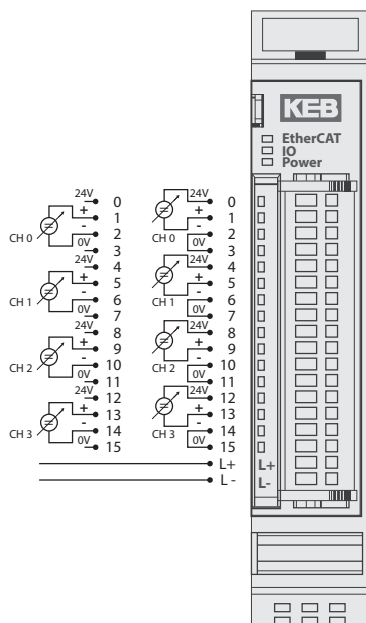 KEB
EtherCAT
IO
Power
24V 0 24V 0
+ 1 + 1
CH 0 - 2 CH 0 - 2
0V 3 0V 3
24V 4 4
+ 5 + 5
CH 1 - 6 CH 1 - 6
0V 7 0V 7
24V 8 24V 8
+ 9 + 9
CH 2 - 10 CH 2 - 10
0V 11 0V 11
24V 12 24V 12
+ 13 + 13
CH 3 - 14 CH 3 - 14
0V 15 0V 15
L+ L+
L - L-